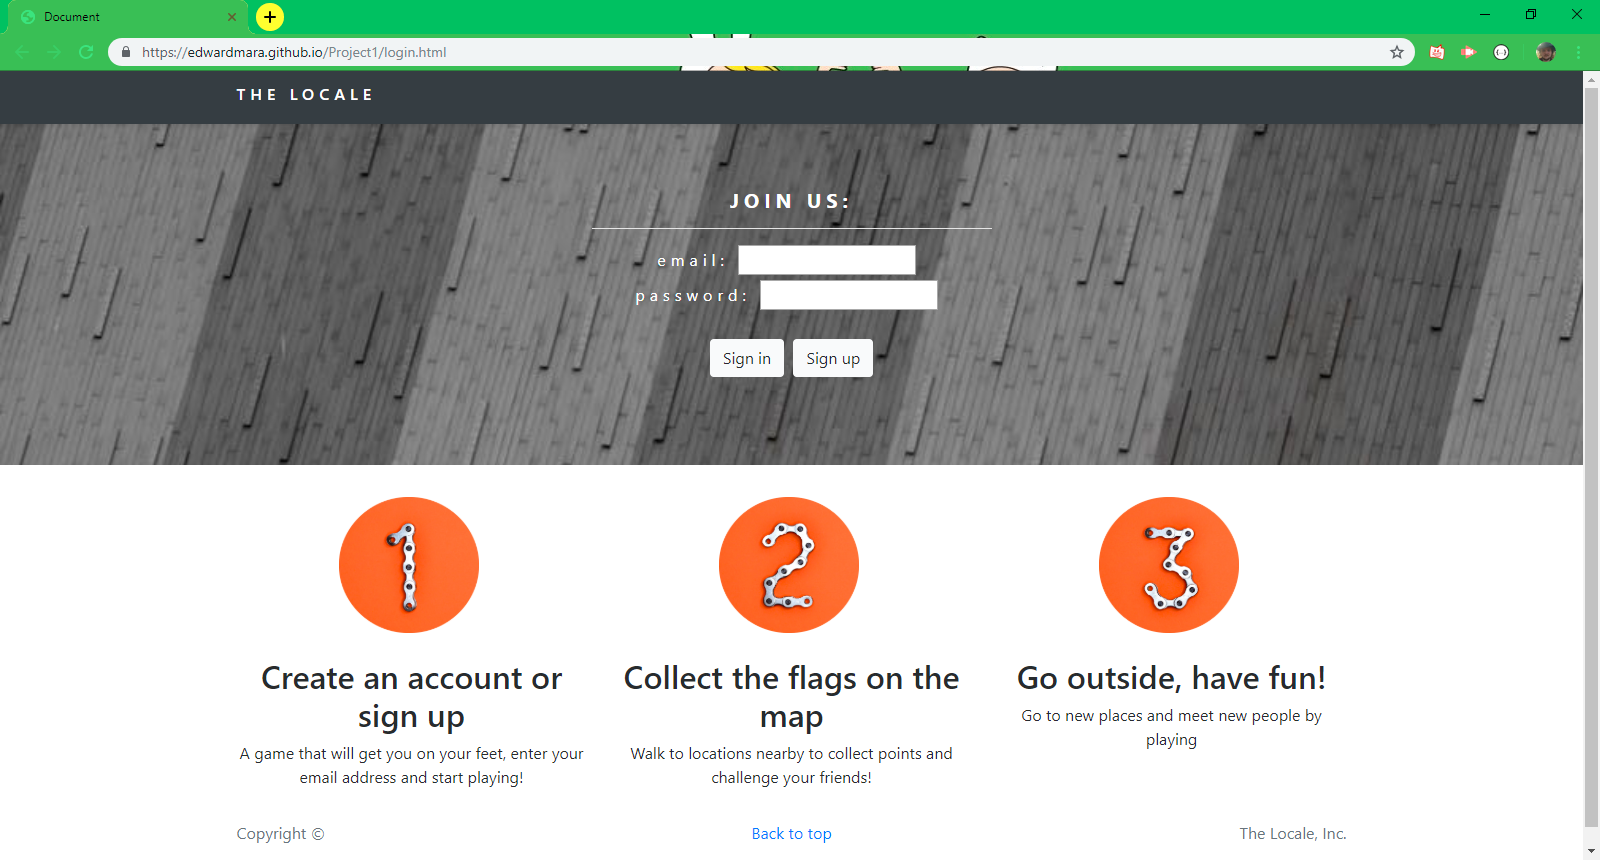 Document
https://edwardmara.github.io/Project1/login.html
THE LOCALE
JOIN US:
email:
password:
Sign in Sign up
1 2 3
Create an account or
sign up
A game that will get you on your feet, enter your
email address and start playing!
Collect the flags on the
map
Walk to locations nearby to collect points and
challenge your friends!
Go outside, have fun!
Go to new places and meet new people by
playing
Copyright © Back to top The Locale, Inc.